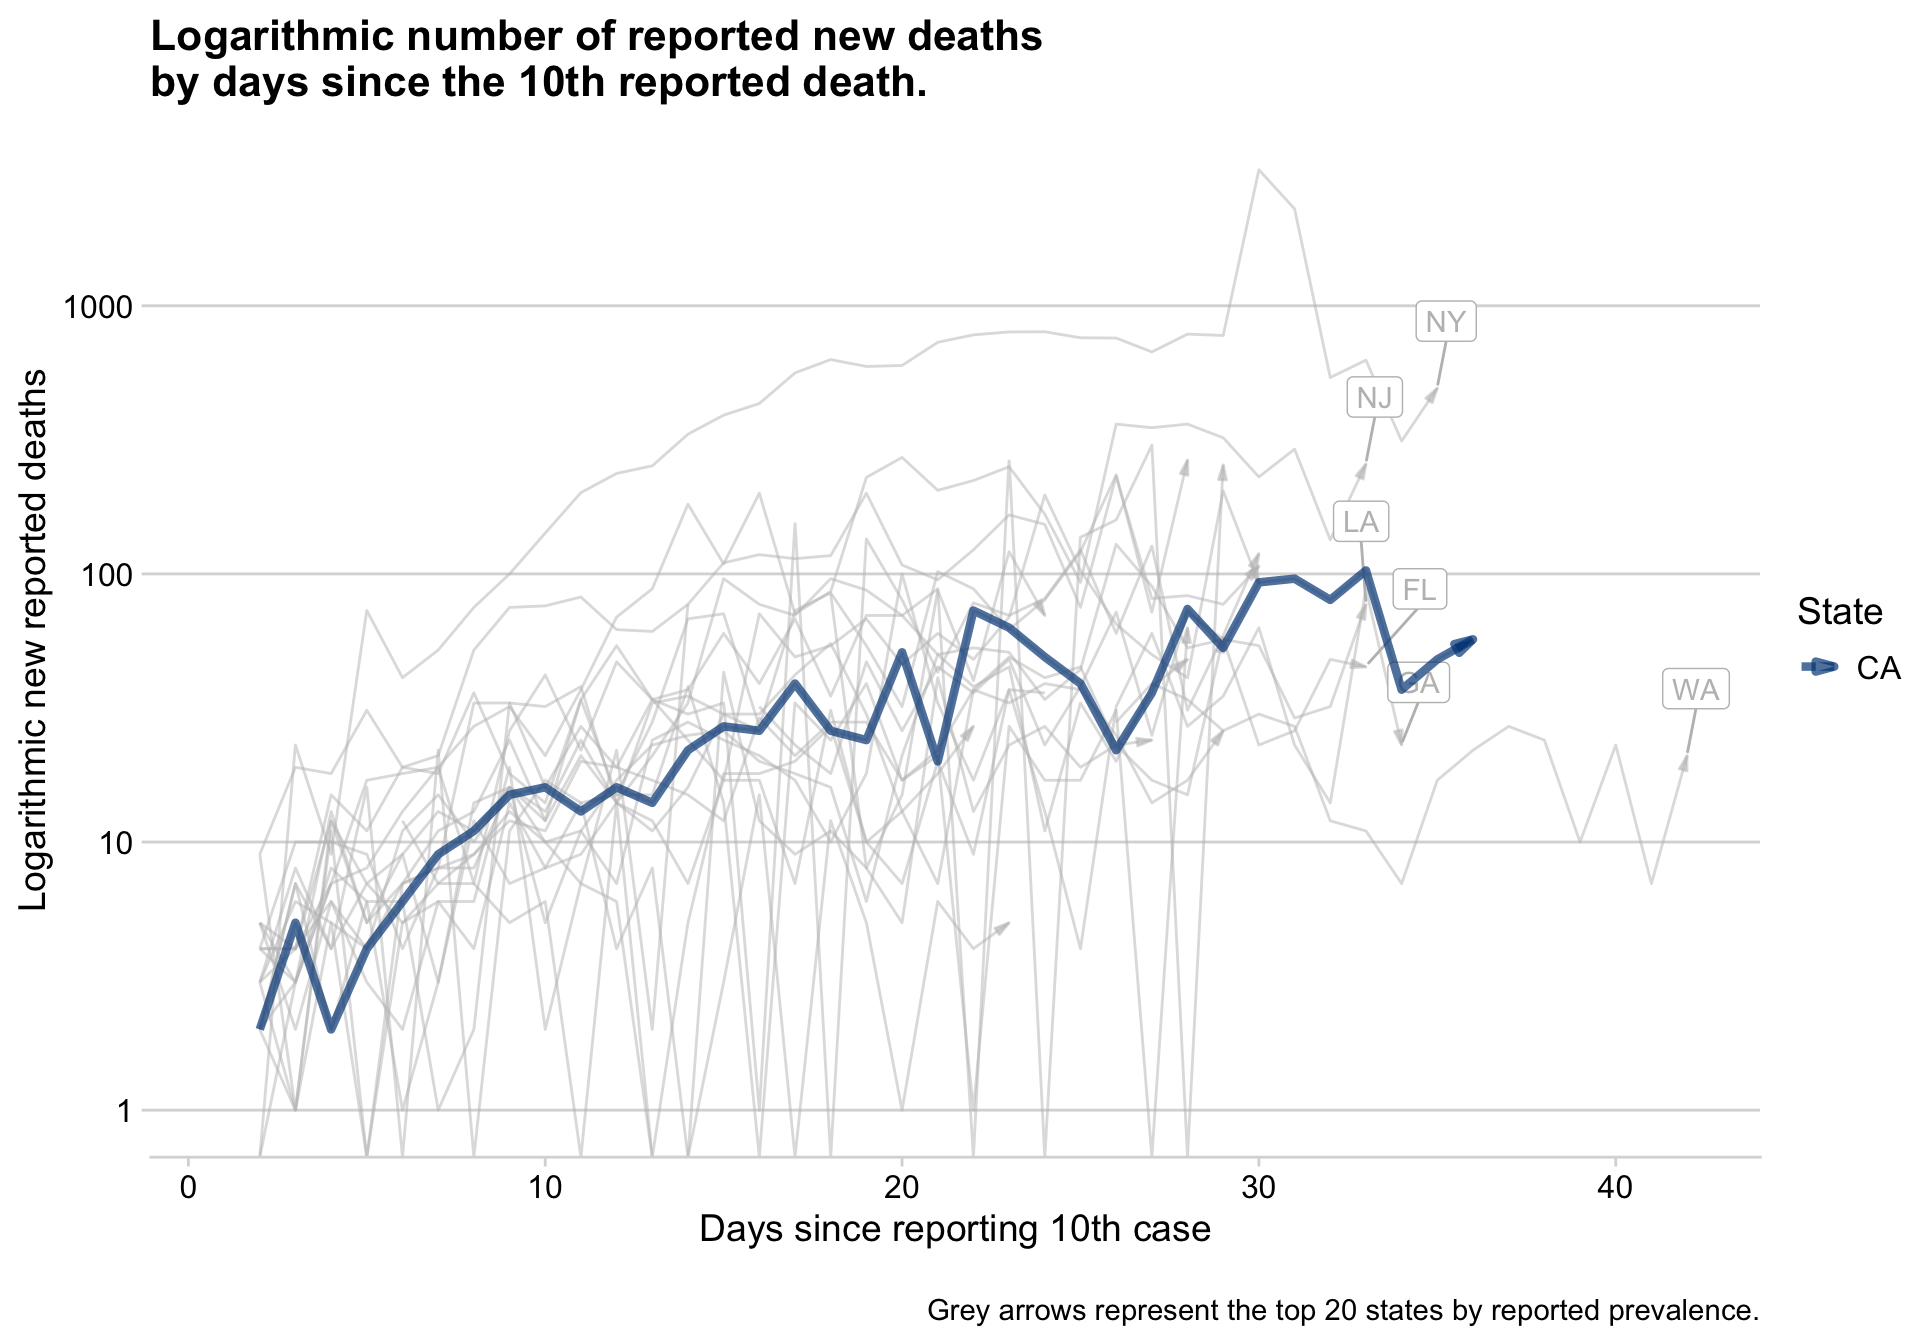 Logarithmic number of reported new deaths
by days since the 10th reported death.
Logarithmic new reported deaths
1000
100
10
1
NY
NJ
LA
FL
GA
WA
State
CA
0 10 20 30 40
Days since reporting 10th case
Grey arrows represent the top 20 states by reported prevalence.